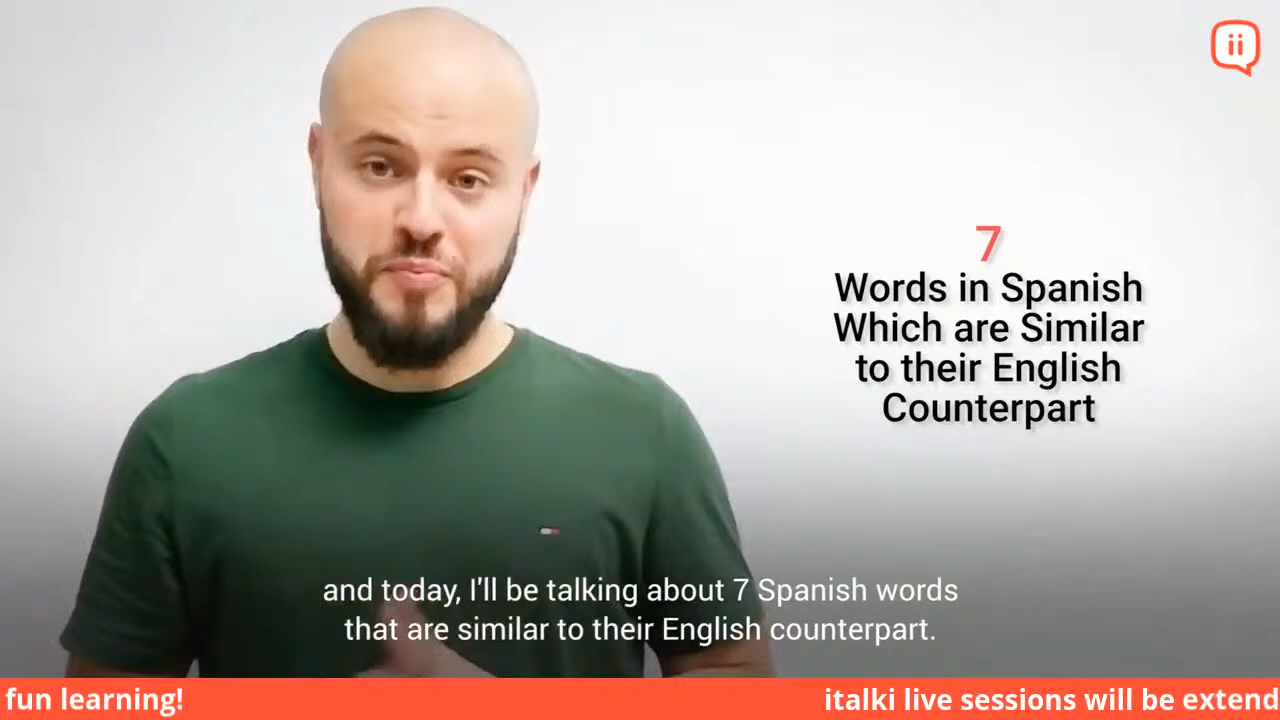 ii
7
Words in Spanish
Which are Similar
to their English
Counterpart
and today, I'll be talking about 7 Spanish words
that are similar to their English counterpart.
fun learning! italki live sessions will be extend